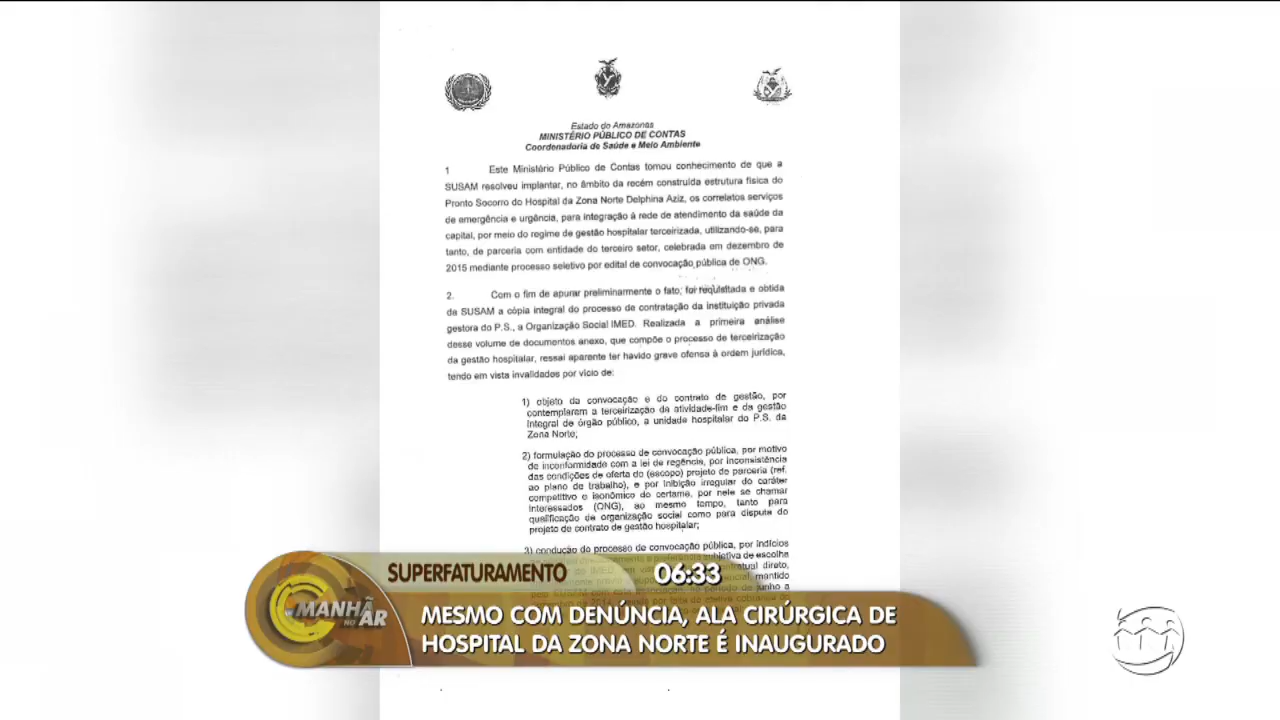 Estado do Amazonas
MINISTÉRIO PÚBLICO DE CONTAS
Coordenadoria de Saúde e Meio Ambiente
1 Este Ministério Público de Contas tomou conhecimento de que a
SUSAM resolveu implantar, no âmbito da recém construída estrutura física do
Pronto Socorro do Hospital da Zona Norte Delphina Aziz, os correlatos serviços
de emergência e urgência, para integração à rede de atendimento da saúde da
capital, por meio do regime de gestão hospitalar terceirizada, utilizando-se, para
tanto, de parceria com entidade do terceiro setor, celebrada em dezembro de
2015 mediante processo seletivo por edital de convocação pública de ONG.
2. Com o fim de apurar preliminarmente o fato, foi requisitada e obtida
da SUSAM a cópia integral do processo de contratação da instituição privada
gestora do P.S., a Organização Social IMED. Realizada a primeira análise
desse volume de documentos anexo, que compõe o processo de terceirização
da gestão hospitalar, ressai aparente ter havido grave ofensa à ordem jurídica,
tendo em vista invalidados por vício de:
1) objeto da convocação e do contrato de gestão, por
contemplarem a terceirização da atividade-fim e da gestão
integral de órgão público, a unidade hospitalar do P.S. da
Zona Norte;
2) formulação do processo de convocação pública, por motivo
de inconformidade com a lei de regência, por inconsistência
das condições de oferta do (escopo) projeto de parceria (ref.
ao plano de trabalho), e por inibição irregular do caráter
competitivo e isonômico do certame, por nele se chamar
interessados (ONG), ao mesmo tempo, tanto para
qualificação de organização social como para disputa do
projeto de contrato de gestão hospitalar;
3) condução do processo de convocação pública, por indícios
subjetiva de escolha
direto,
mantido
junho a
SUPERFATURAMENTO 06:33
MANHÃ NO AR
MESMO COM DENÚNCIA, ALA CIRÚRGICA DE
HOSPITAL DA ZONA NORTE É INAUGURADO